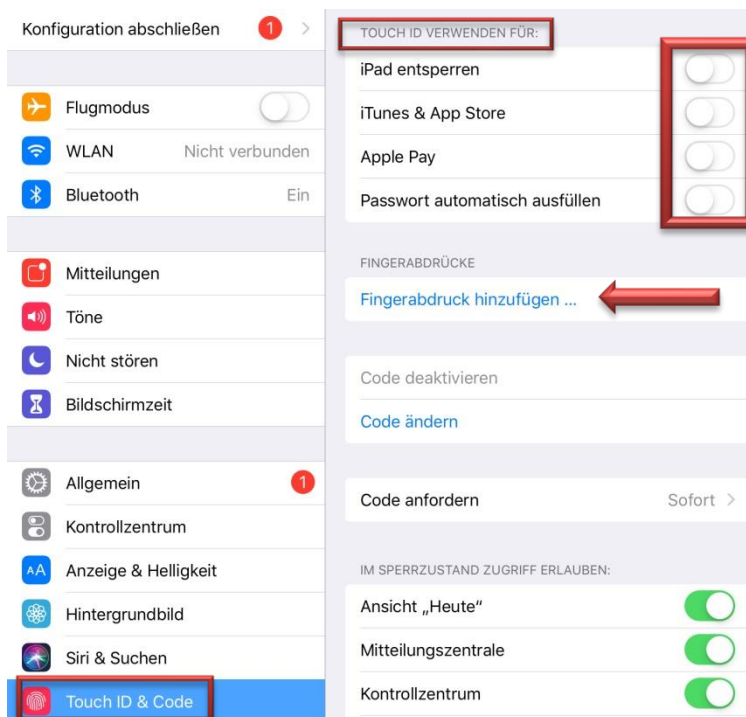 Konfiguration abschließen 1
Flugmodus
WLAN Nicht verbunden
Bluetooth Ein
Mitteilungen
Töne
Nicht stören
Bildschirmzeit
Allgemein 1
Kontrollzentrum
AA Anzeige & Helligkeit
Hintergrundbild
Siri & Suchen
Touch ID & Code
TOUCH ID VERWENDEN FÜR:
iPad entsperren
iTunes & App Store
Apple Pay
Passwort automatisch ausfüllen
FINGERABDRÜCKE
Fingerabdruck hinzufügen ...
Code deaktivieren
Code ändern
Code anfordern Sofort
IM SPERRZUSTAND ZUGRIFF ERLAUBEN:
Ansicht „Heute“
Mitteilungszentrale
Kontrollzentrum